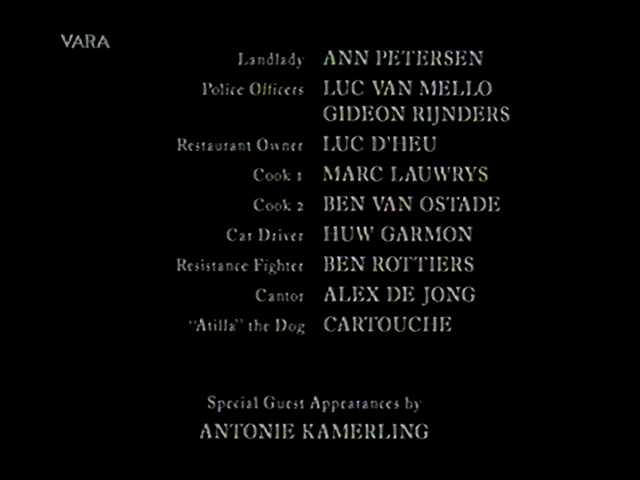 VARA
Landlady ANN PETERSEN
Police Officers LUC VAN MELLO
GIDEON RIJNDERS
Restaurant Owner LUC D'HEU
Cook 1 MARC LAUWRYS
Cook 2 BEN VAN OSTADE
Car Driver HUW GARMON
Resistance Fighter BEN ROTTIERS
Cantor ALEX DE JONG
"Atilla" the Dog CARTOUCHE
Special Guest Appearances by
ANTONIE KAMERLING